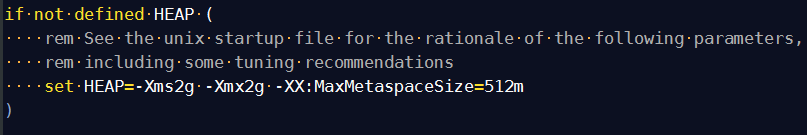 if not defined HEAP (
    rem See the unix startup file for the rationale of the following parameters,
    rem including some tuning recommendations
    set HEAP=-Xms2g -Xmx2g -XX:MaxMetaspaceSize=512m
)